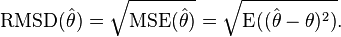 RMSD(θ̂) = √MSE(θ̂) = √E((θ̂ − θ)²).